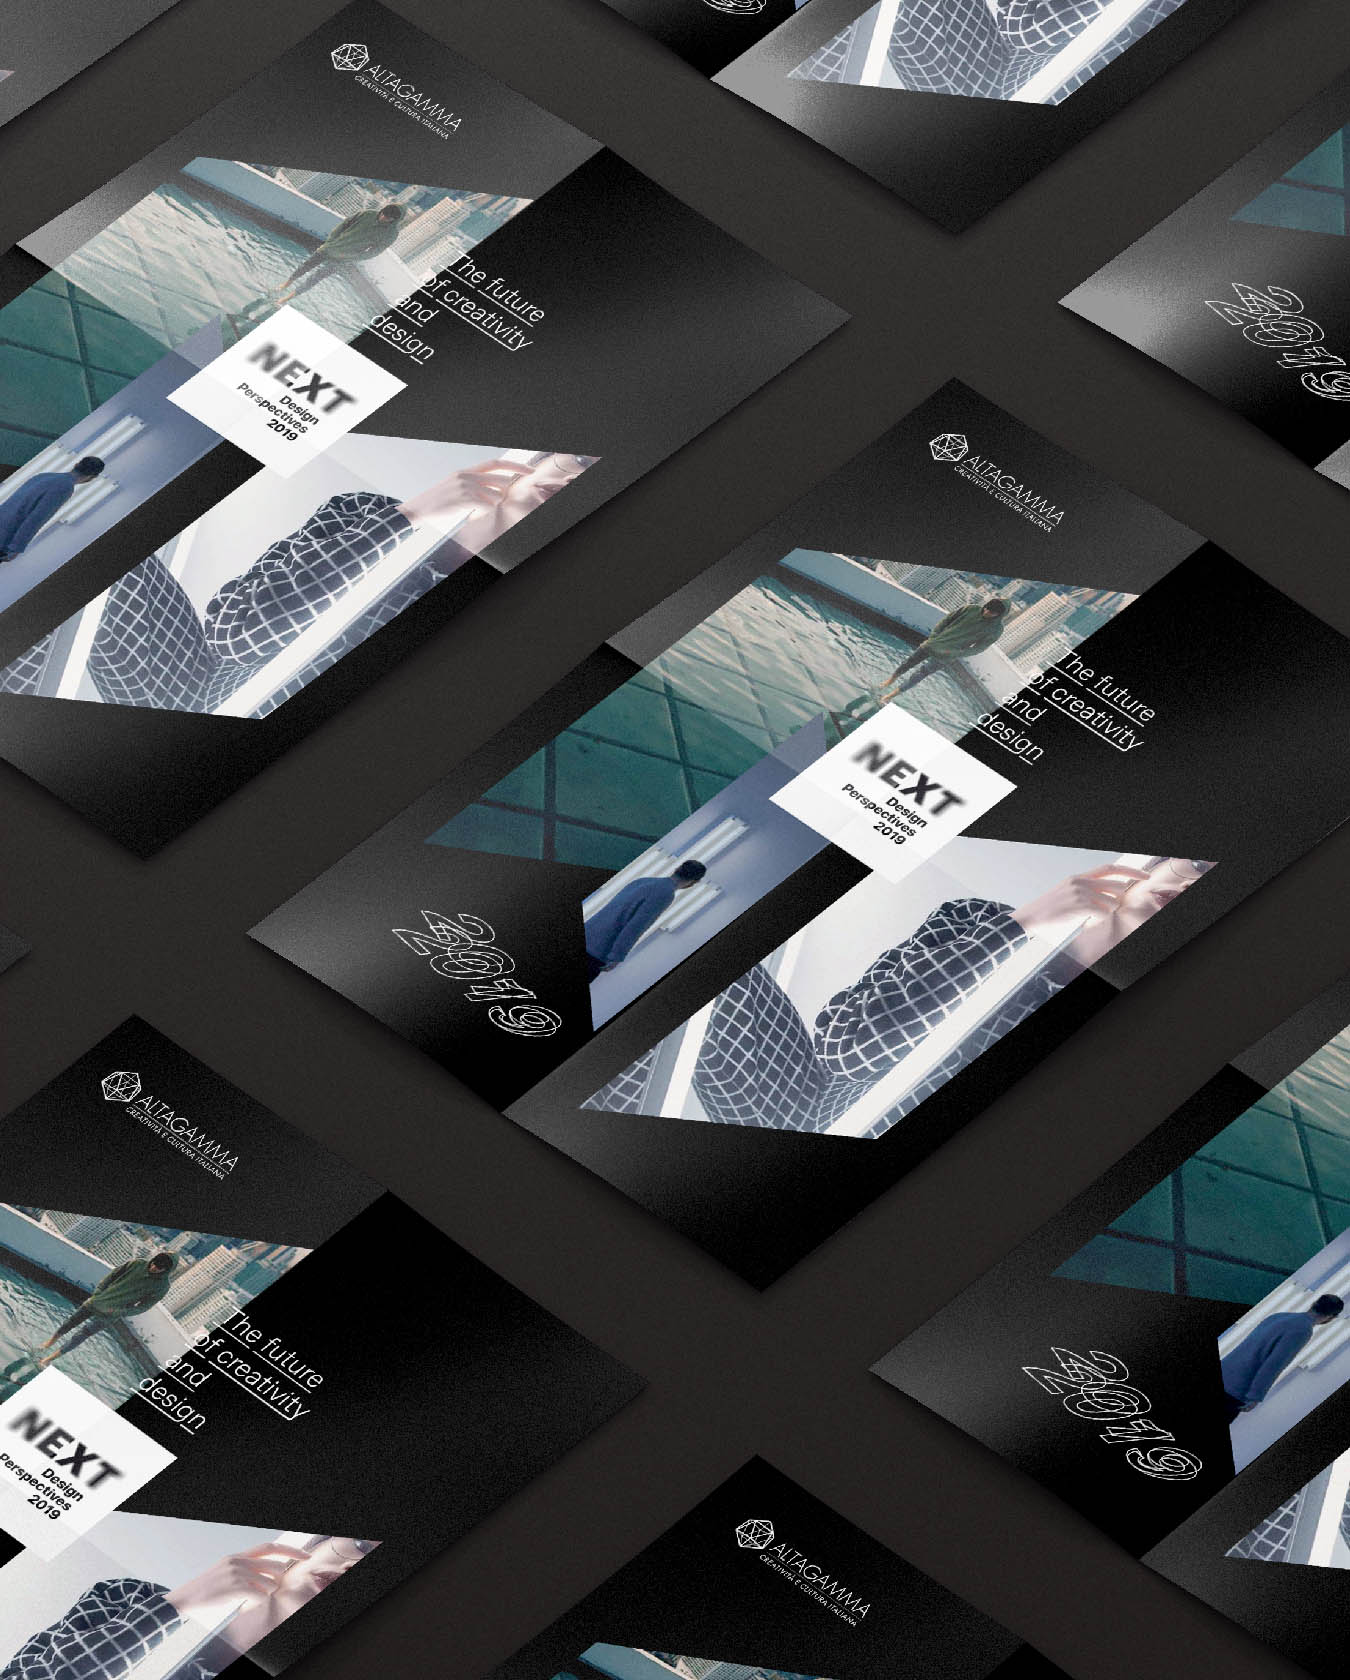 ALTAGAMMA
CREATIVITÀ E CULTURA ITALIANA
The future
of creativity
and
design
NEXT
Design
Perspectives
2019
ALTAGAMMA
CREATIVITÀ E CULTURA ITALIANA
The future
of creativity
and
design
NEXT
Design
Perspectives
2019
2019
2019
ALTAGAMMA
CREATIVITÀ E CULTURA ITALIANA
The future
of creativity
and
design
NEXT
Design
Perspectives
2019
2019
ALTAGAMMA
CREATIVITÀ E CULTURA ITALIANA